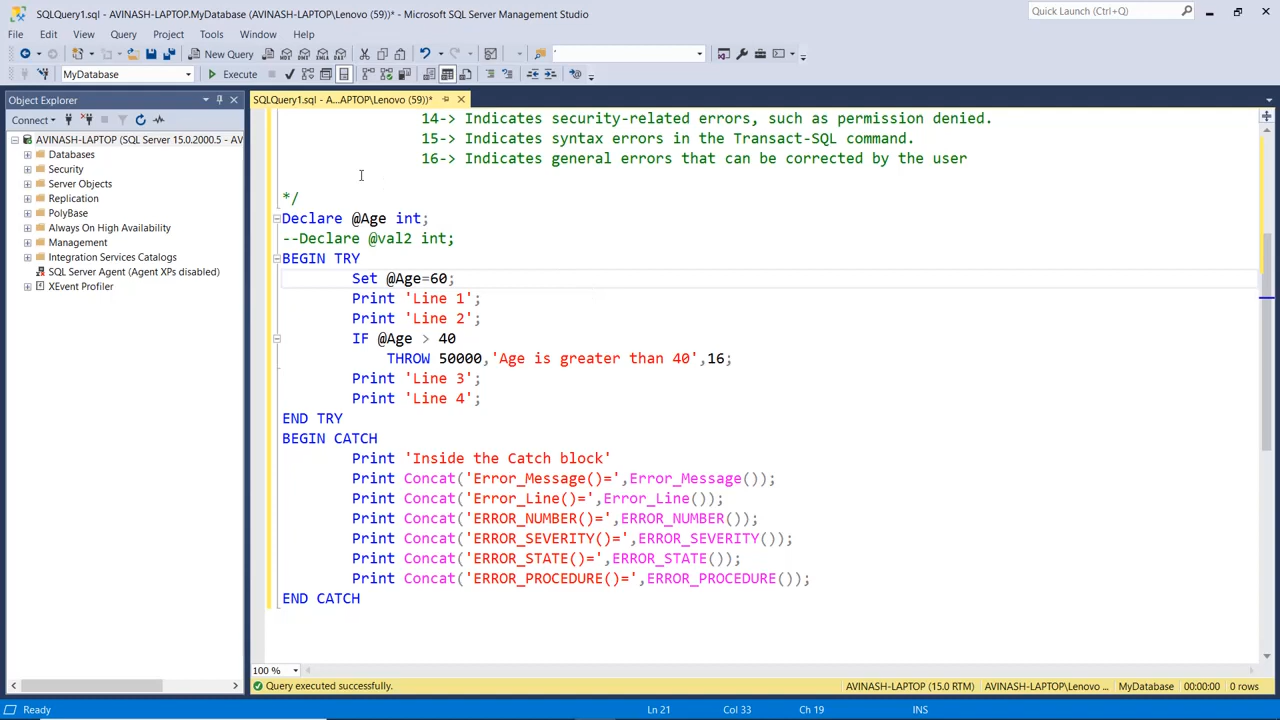 SQLQuery1.sql - AVINASH-LAPTOP.MyDatabase (AVINASH-LAPTOP\Lenovo (59))* - Microsoft SQL Server Management Studio
Quick Launch (Ctrl+Q)
File Edit View Query Project Tools Window Help
New Query
MyDatabase
Execute
Object Explorer
SQLQuery1.sql - A...APTOP\Lenovo (59))*
Connect
AVINASH-LAPTOP (SQL Server 15.0.2000.5 - AV
Databases
Security
Server Objects
Replication
PolyBase
Always On High Availability
Management
Integration Services Catalogs
SQL Server Agent (Agent XPs disabled)
XEvent Profiler
14-> Indicates security-related errors, such as permission denied.
15-> Indicates syntax errors in the Transact-SQL command.
16-> Indicates general errors that can be corrected by the user
*/
Declare @Age int;
--Declare @val2 int;
BEGIN TRY
Set @Age=60;
Print 'Line 1';
Print 'Line 2';
IF @Age > 40
THROW 50000,'Age is greater than 40',16;
Print 'Line 3';
Print 'Line 4';
END TRY
BEGIN CATCH
Print 'Inside the Catch block'
Print Concat('Error_Message()=',Error_Message());
Print Concat('Error_Line()=',Error_Line());
Print Concat('ERROR_NUMBER()=',ERROR_NUMBER());
Print Concat('ERROR_SEVERITY()=',ERROR_SEVERITY());
Print Concat('ERROR_STATE()=',ERROR_STATE());
Print Concat('ERROR_PROCEDURE()=',ERROR_PROCEDURE());
END CATCH
100 %
Query executed successfully.
AVINASH-LAPTOP (15.0 RTM) AVINASH-LAPTOP\Lenovo ... MyDatabase 00:00:00 0 rows
Ready
Ln 21 Col 33 Ch 19 INS